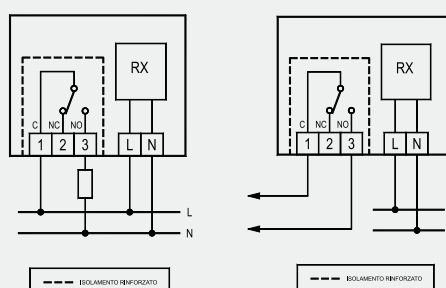 RX
C NC NO
1 2 3 L N
L
N
ISOLAMENTO RINFORZATO
RX
C NC NO
1 2 3 L N
ISOLAMENTO RINFORZATO